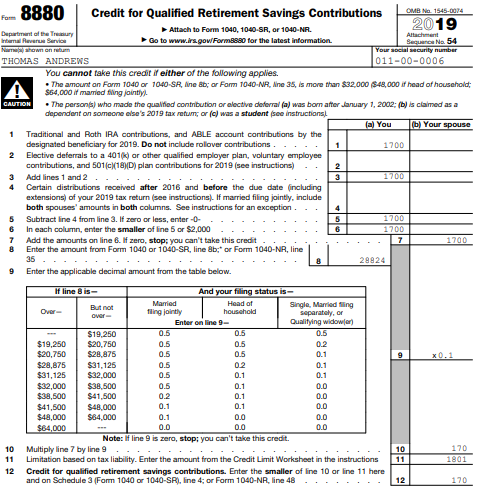 Form 8880
Credit for Qualified Retirement Savings Contributions
OMB No. 1545-0074
2019
Department of the Treasury
Internal Revenue Service
► Attach to Form 1040, 1040-SR, or 1040-NR.
► Go to www.irs.gov/Form8880 for the latest information.
Attachment
Sequence No. 54
Name(s) shown on return
Your social security number
THOMAS ANDREWS
011-00-0006
CAUTION
You cannot take this credit if either of the following applies.
• The amount on Form 1040 or 1040-SR, line 8b; or Form 1040-NR, line 35, is more than $32,000 ($48,000 if head of household;
$64,000 if married filing jointly).
• The person(s) who made the qualified contribution or elective deferral (a) was born after January 1, 2002; (b) is claimed as a
dependent on someone else's 2019 tax return; or (c) was a student (see instructions).
(a) You (b) Your spouse
1 Traditional and Roth IRA contributions, and ABLE account contributions by the
designated beneficiary for 2019. Do not include rollover contributions . . . . . 1 1700
2 Elective deferrals to a 401(k) or other qualified employer plan, voluntary employee
contributions, and 501(c)(18)(D) plan contributions for 2019 (see instructions) . . 2
3 Add lines 1 and 2 . . . . . . . . . . . . . . . . . 3 1700
4 Certain distributions received after 2016 and before the due date (including
extensions) of your 2019 tax return (see instructions). If married filing jointly, include
both spouses' amounts in both columns. See instructions for an exception . . . 4
5 Subtract line 4 from line 3. If zero or less, enter -0- . . . . . . . . . . 5 1700
6 In each column, enter the smaller of line 5 or $2,000 . . . . . . . . . 6 1700
7 Add the amounts on line 6. If zero, stop; you can't take this credit . . . . . . . . . . 7 1700
8 Enter the amount from Form 1040 or 1040-SR, line 8b;* or Form 1040-NR, line
35 . . . . . . . . . . . . . . . . . . . . 8 28824
9 Enter the applicable decimal amount from the table below.
If line 8 is— And your filing status is—
Over— But not over— Married filing jointly Head of household Single, Married filing separately, or Qualifying widow(er)
Enter on line 9—
--- $19,250 0.5 0.5 0.5
$19,250 $20,750 0.5 0.5 0.2
$20,750 $28,875 0.5 0.5 0.1
$28,875 $31,125 0.5 0.2 0.1
$31,125 $32,000 0.5 0.1 0.1
$32,000 $38,500 0.5 0.1 0.0
$38,500 $41,500 0.2 0.1 0.0
$41,500 $48,000 0.1 0.1 0.0
$48,000 $64,000 0.1 0.0 0.0
$64,000 --- 0.0 0.0 0.0
9 x0.1
Note: If line 9 is zero, stop; you can't take this credit.
10 Multiply line 7 by line 9 . . . . . . . . . . . . . . . . . . . . 10 170
11 Limitation based on tax liability. Enter the amount from the Credit Limit Worksheet in the instructions 11 1801
12 Credit for qualified retirement savings contributions. Enter the smaller of line 10 or line 11 here
and on Schedule 3 (Form 1040 or 1040-SR), line 4; or Form 1040-NR, line 48 . . . . . . . 12 170